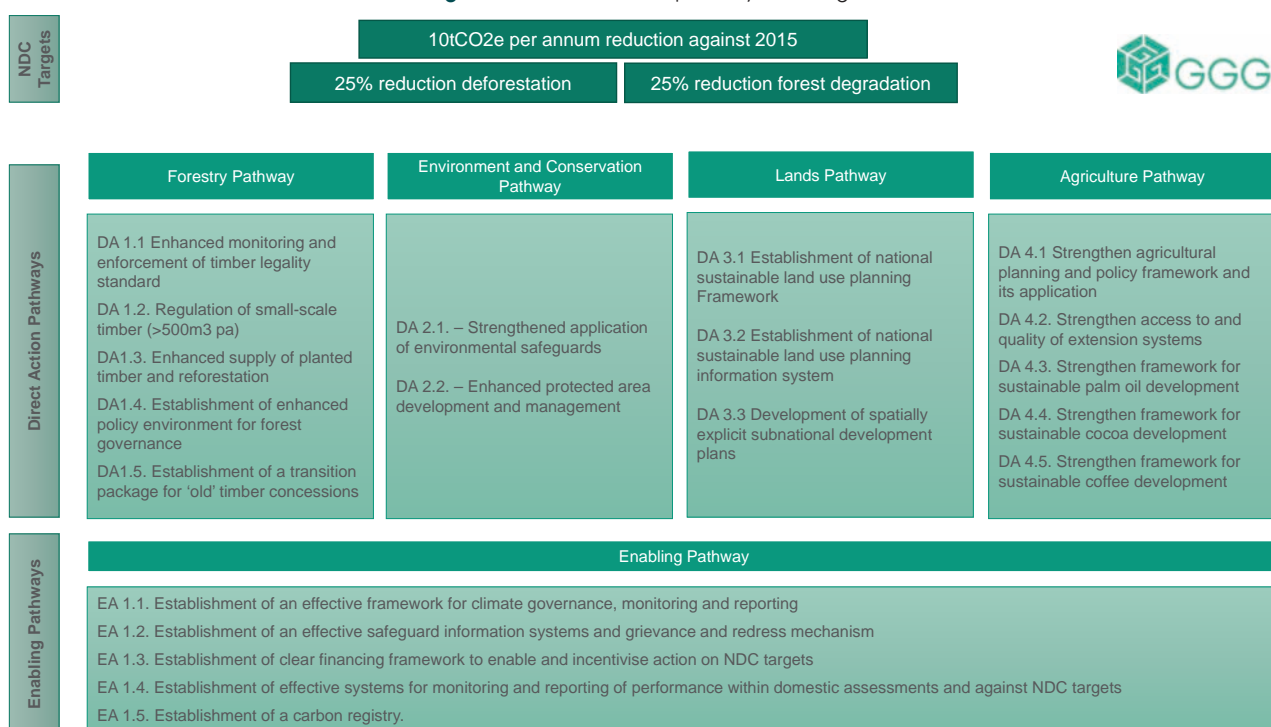 NDC
Targets
10tCO2e per annum reduction against 2015
25% reduction deforestation
25% reduction forest degradation
GGG
Direct Action Pathways
Forestry Pathway
DA 1.1 Enhanced monitoring and
enforcement of timber legality
standard
DA 1.2. Regulation of small-scale
timber (>500m3 pa)
DA1.3. Enhanced supply of planted
timber and reforestation
DA1.4. Establishment of enhanced
policy environment for forest
governance
DA1.5. Establishment of a transition
package for ‘old’ timber concessions
Environment and Conservation
Pathway
DA 2.1. – Strengthened application
of environmental safeguards
DA 2.2. – Enhanced protected area
development and management
Lands Pathway
DA 3.1 Establishment of national
sustainable land use planning
Framework
DA 3.2 Establishment of national
sustainable land use planning
information system
DA 3.3 Development of spatially
explicit subnational development
plans
Agriculture Pathway
DA 4.1 Strengthen agricultural
planning and policy framework and
its application
DA 4.2. Strengthen access to and
quality of extension systems
DA 4.3. Strengthen framework for
sustainable palm oil development
DA 4.4. Strengthen framework for
sustainable cocoa development
DA 4.5. Strengthen framework for
sustainable coffee development
Enabling Pathways
Enabling Pathway
EA 1.1. Establishment of an effective framework for climate governance, monitoring and reporting
EA 1.2. Establishment of an effective safeguard information systems and grievance and redress mechanism
EA 1.3. Establishment of clear financing framework to enable and incentivise action on NDC targets
EA 1.4. Establishment of effective systems for monitoring and reporting of performance within domestic assessments and against NDC targets
EA 1.5. Establishment of a carbon registry.